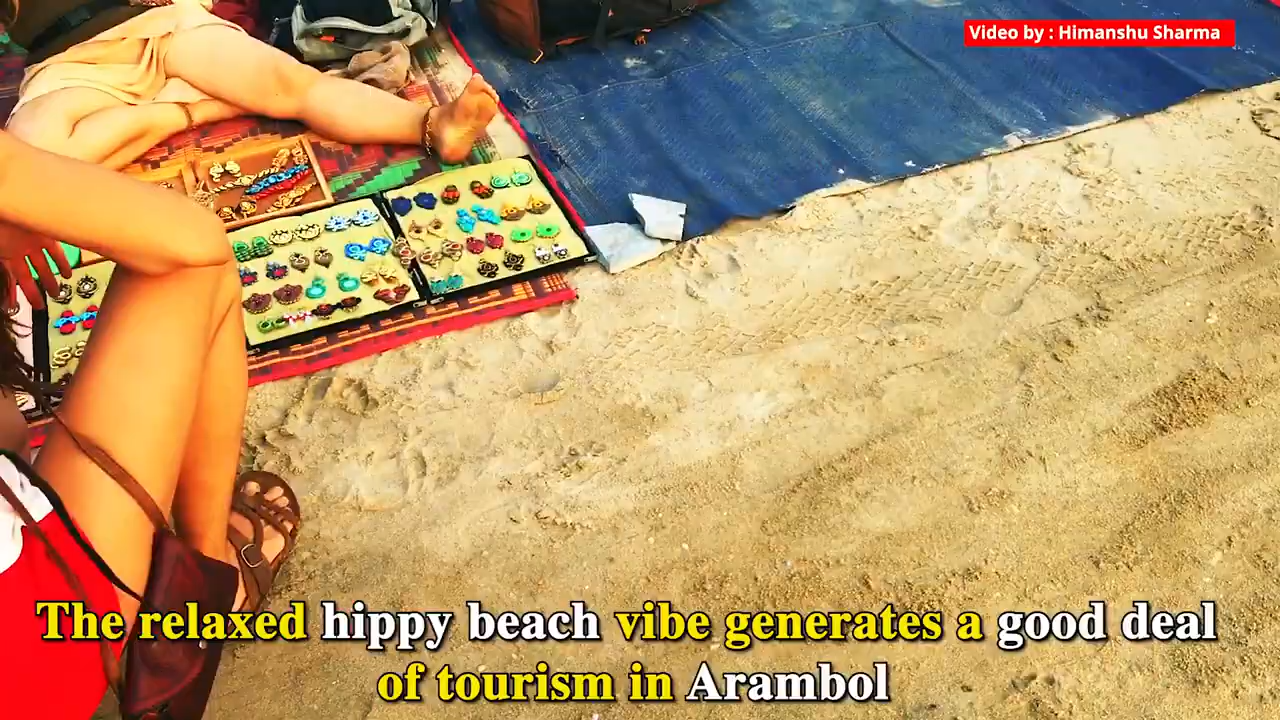 Video by : Himanshu Sharma
The relaxed hippy beach vibe generates a good deal
of tourism in Arambol